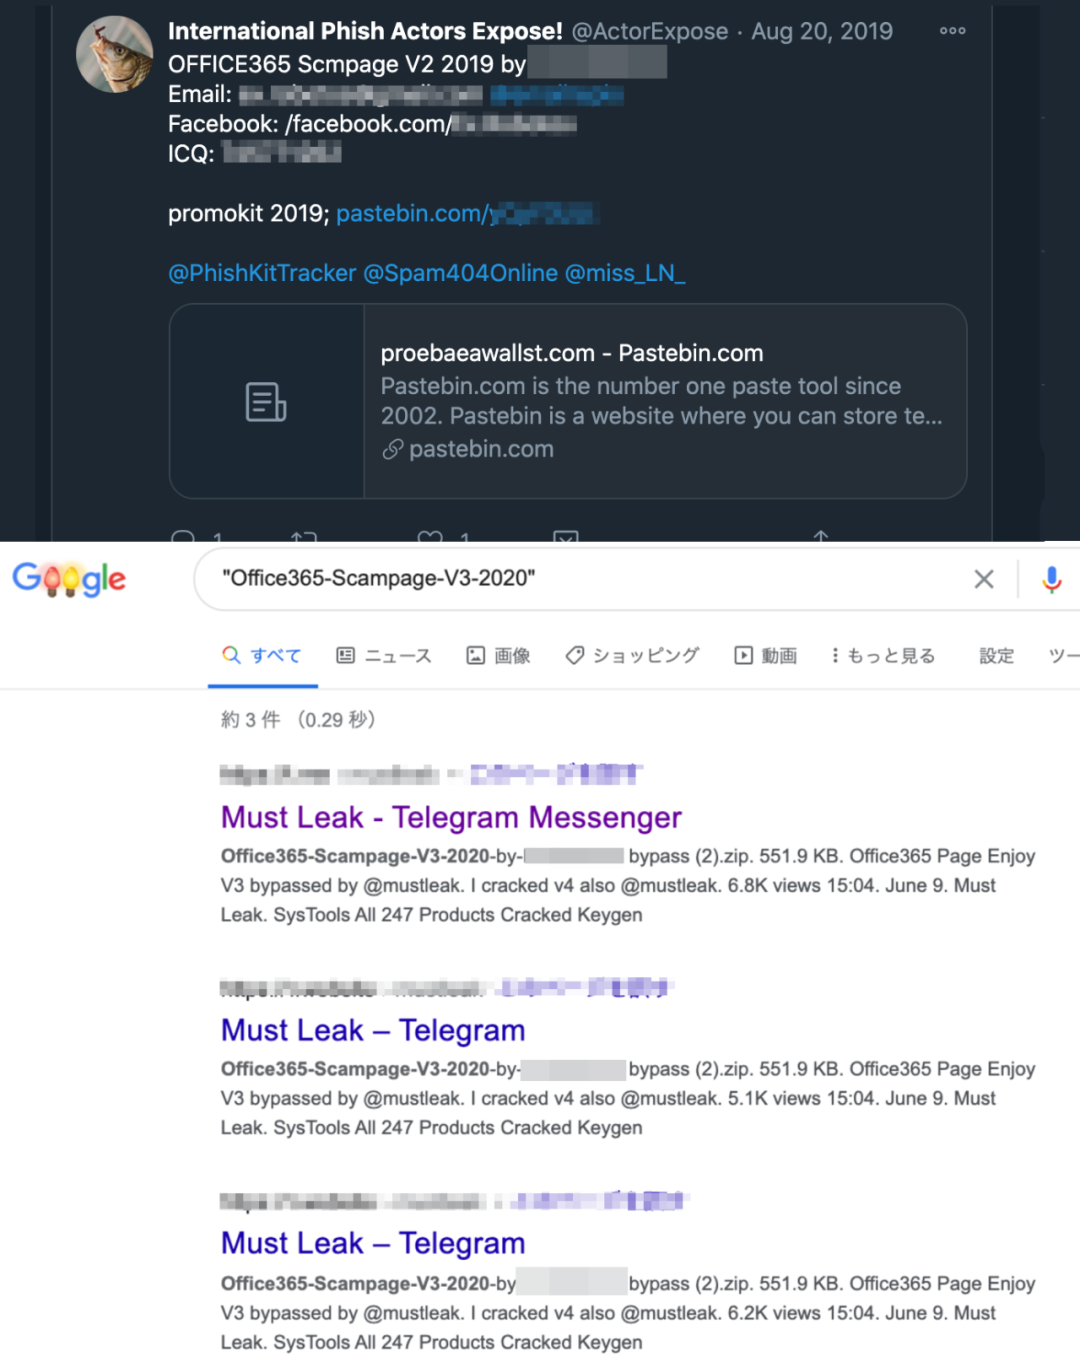 International Phish Actors Expose! @ActorExpose · Aug 20, 2019
OFFICE365 Scmpage V2 2019 by
Email:
Facebook: /facebook.com/
ICQ:
promokit 2019; pastebin.com/
@PhishKitTracker @Spam404Online @miss_LN_
proebaeawallst.com - Pastebin.com
Pastebin.com is the number one paste tool since
2002. Pastebin is a website where you can store te...
pastebin.com
1 1
Google "Office365-Scampage-V3-2020"
すべて ニュース 画像 ショッピング 動画 もっと見る 設定 ツー
約 3 件 （0.29 秒）
Must Leak - Telegram Messenger
Office365-Scampage-V3-2020-by- bypass (2).zip. 551.9 KB. Office365 Page Enjoy
V3 bypassed by @mustleak. I cracked v4 also @mustleak. 6.8K views 15:04. June 9. Must
Leak. SysTools All 247 Products Cracked Keygen
Must Leak – Telegram
Office365-Scampage-V3-2020-by- bypass (2).zip. 551.9 KB. Office365 Page Enjoy
V3 bypassed by @mustleak. I cracked v4 also @mustleak. 5.1K views 15:04. June 9. Must
Leak. SysTools All 247 Products Cracked Keygen
Must Leak – Telegram
Office365-Scampage-V3-2020-by bypass (2).zip. 551.9 KB. Office365 Page Enjoy
V3 bypassed by @mustleak. I cracked v4 also @mustleak. 6.2K views 15:04. June 9. Must
Leak. SysTools All 247 Products Cracked Keygen